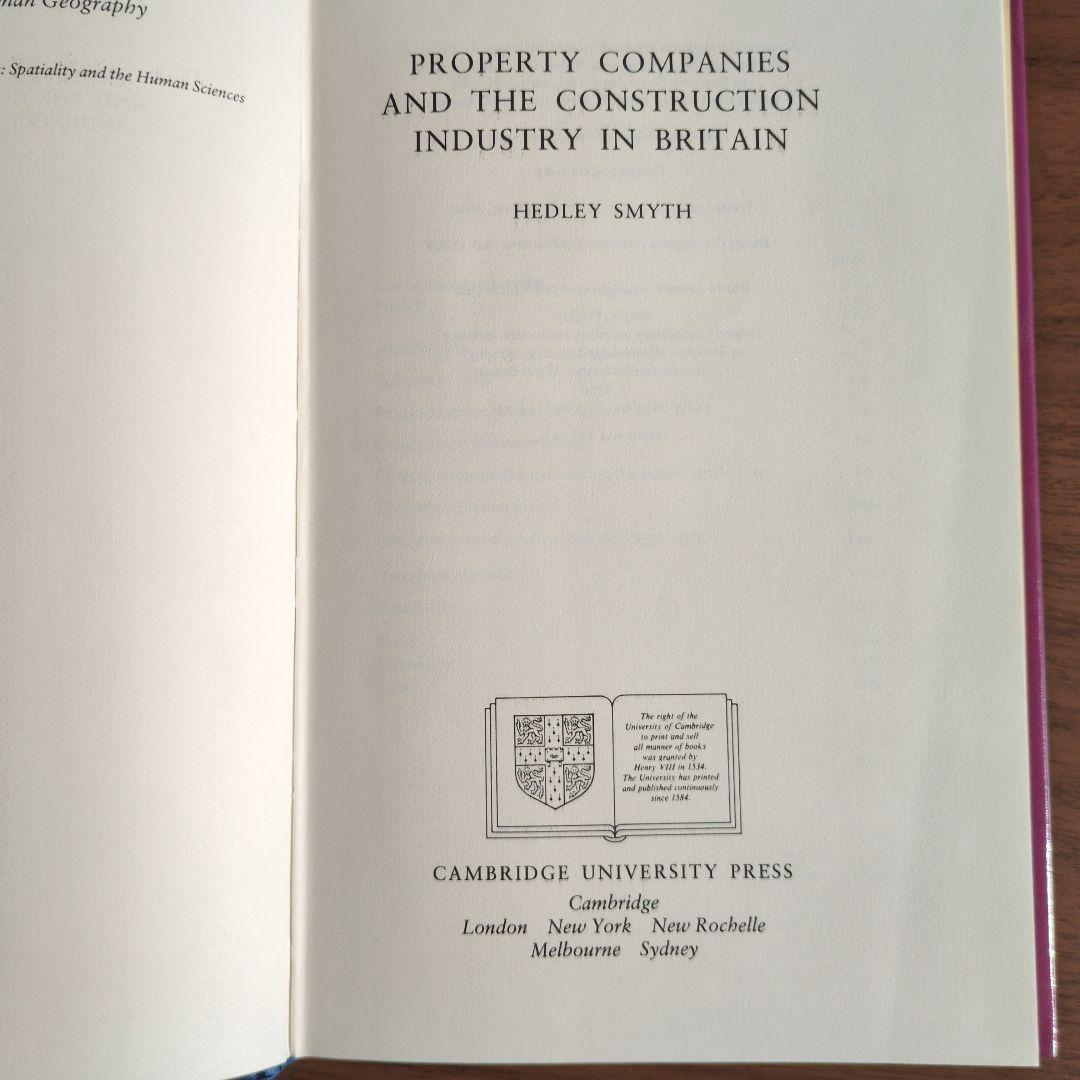 Geography
: Spatiality and the Human Sciences
PROPERTY COMPANIES
AND THE CONSTRUCTION
INDUSTRY IN BRITAIN
HEDLEY SMYTH
The right of the
University of Cambridge
to print and sell
all manner of books
was granted by
Henry VIII in 1534.
The University has printed
and published continuously
since 1584.
CAMBRIDGE UNIVERSITY PRESS
Cambridge
London New York New Rochelle
Melbourne Sydney